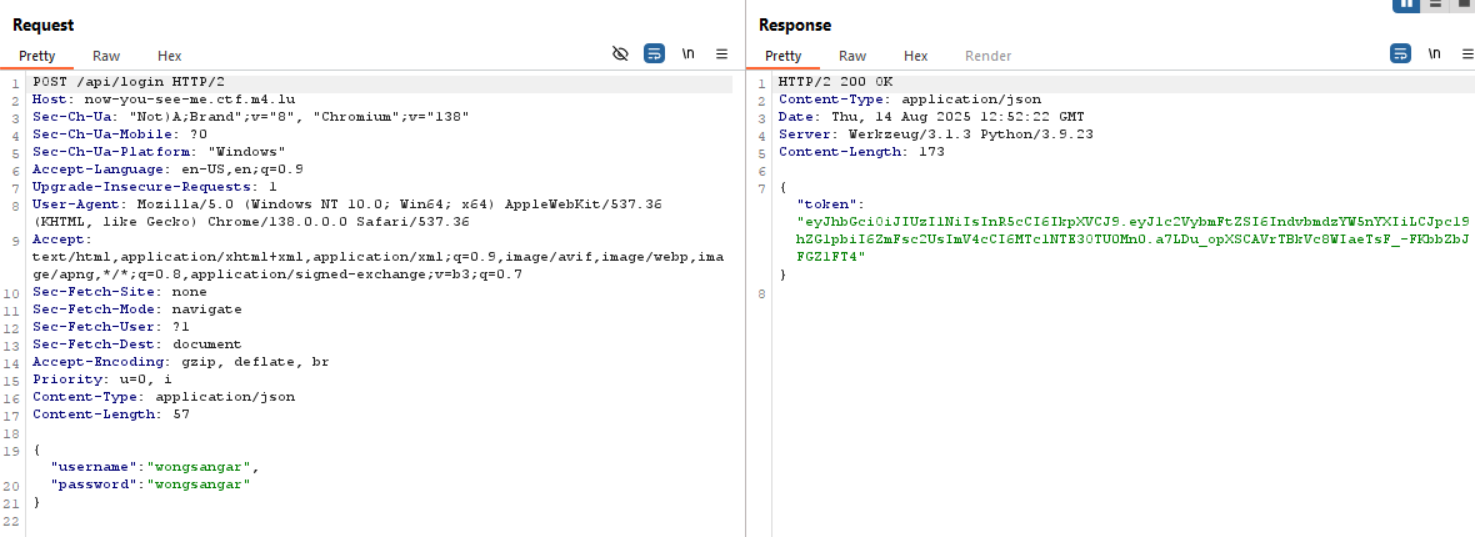 Request
Pretty Raw Hex \n
1 POST /api/login HTTP/2
2 Host: now-you-see-me.ctf.m4.lu
3 Sec-Ch-Ua: "Not)A;Brand";v="8", "Chromium";v="138"
4 Sec-Ch-Ua-Mobile: ?0
5 Sec-Ch-Ua-Platform: "Windows"
6 Accept-Language: en-US,en;q=0.9
7 Upgrade-Insecure-Requests: 1
8 User-Agent: Mozilla/5.0 (Windows NT 10.0; Win64; x64) AppleWebKit/537.36
(KHTML, like Gecko) Chrome/138.0.0.0 Safari/537.36
9 Accept:
text/html,application/xhtml+xml,application/xml;q=0.9,image/avif,image/webp,ima
ge/apng,*/*;q=0.8,application/signed-exchange;v=b3;q=0.7
10 Sec-Fetch-Site: none
11 Sec-Fetch-Mode: navigate
12 Sec-Fetch-User: ?1
13 Sec-Fetch-Dest: document
14 Accept-Encoding: gzip, deflate, br
15 Priority: u=0, i
16 Content-Type: application/json
17 Content-Length: 57
18
19 {
"username":"wongsangar",
20 "password":"wongsangar"
21 }
22
Response
Pretty Raw Hex Render \n
1 HTTP/2 200 OK
2 Content-Type: application/json
3 Date: Thu, 14 Aug 2025 12:52:22 GMT
4 Server: Werkzeug/3.1.3 Python/3.9.23
5 Content-Length: 173
6
7 {
"token":
"eyJhbGciOiJIUzI1NiIsInR5cCI6IkpXVCJ9.eyJ1c2VybmFtZSI6IndvbmdzYW5nYXIiLCJpc19
hZG1pbiI6ZmFsc2UsImV4cCI6MTc1NTE3OTU0Mn0.a7LDu_opXSCAVrTBkVc8WIaeTsF_-FKbbZbJ
FGZ1FT4"
}
8